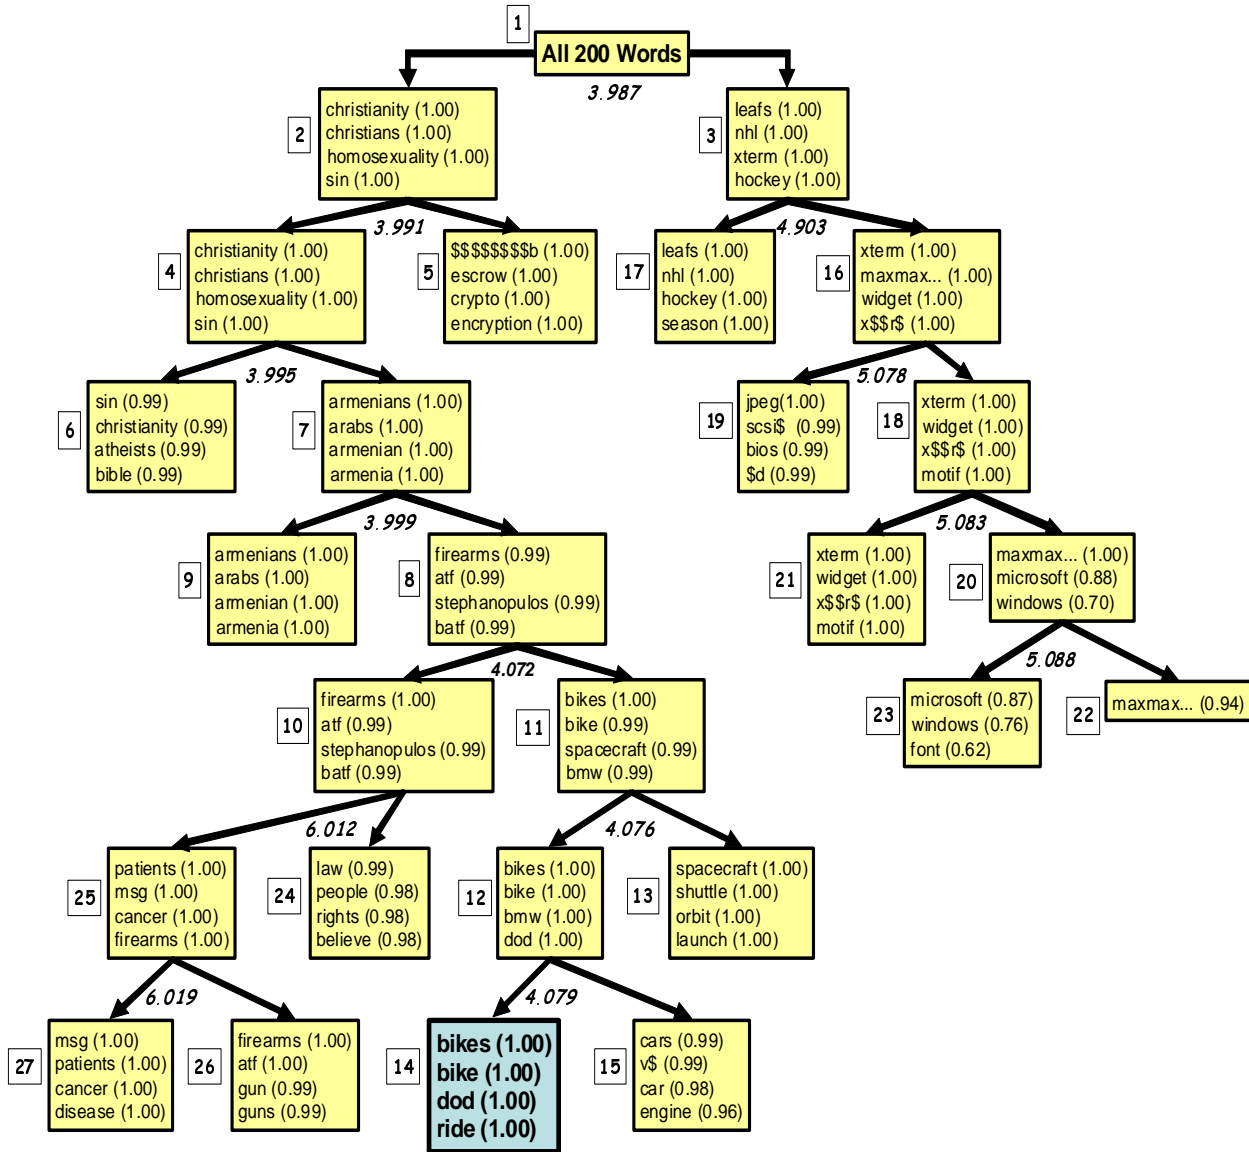 1
All 200 Words
3.987
2
christianity (1.00)
christians (1.00)
homosexuality (1.00)
sin (1.00)
3
leafs (1.00)
nhl (1.00)
xterm (1.00)
hockey (1.00)
3.991
4.903
4
christianity (1.00)
christians (1.00)
homosexuality (1.00)
sin (1.00)
5
$$$$$$$$b (1.00)
escrow (1.00)
crypto (1.00)
encryption (1.00)
17
leafs (1.00)
nhl (1.00)
hockey (1.00)
season (1.00)
16
xterm (1.00)
maxmax... (1.00)
widget (1.00)
x$$r$ (1.00)
3.995
5.078
6
sin (0.99)
christianity (0.99)
atheists (0.99)
bible (0.99)
7
armenians (1.00)
arabs (1.00)
armenian (1.00)
armenia (1.00)
19
jpeg(1.00)
scsi$ (0.99)
bios (0.99)
$d (0.99)
18
xterm (1.00)
widget (1.00)
x$$r$ (1.00)
motif (1.00)
3.999
5.083
9
armenians (1.00)
arabs (1.00)
armenian (1.00)
armenia (1.00)
8
firearms (0.99)
atf (0.99)
stephanopulos (0.99)
batf (0.99)
21
xterm (1.00)
widget (1.00)
x$$r$ (1.00)
motif (1.00)
20
maxmax... (1.00)
microsoft (0.88)
windows (0.70)
4.072
5.088
10
firearms (1.00)
atf (0.99)
stephanopulos (0.99)
batf (0.99)
11
bikes (1.00)
bike (0.99)
spacecraft (0.99)
bmw (0.99)
23
microsoft (0.87)
windows (0.76)
font (0.62)
22
maxmax... (0.94)
6.012
4.076
25
patients (1.00)
msg (1.00)
cancer (1.00)
firearms (1.00)
24
law (0.99)
people (0.98)
rights (0.98)
believe (0.98)
12
bikes (1.00)
bike (1.00)
bmw (1.00)
dod (1.00)
13
spacecraft (1.00)
shuttle (1.00)
orbit (1.00)
launch (1.00)
6.019
4.079
27
msg (1.00)
patients (1.00)
cancer (1.00)
disease (1.00)
26
firearms (1.00)
atf (1.00)
gun (0.99)
guns (0.99)
14
bikes (1.00)
bike (1.00)
dod (1.00)
ride (1.00)
15
cars (0.99)
v$ (0.99)
car (0.98)
engine (0.96)